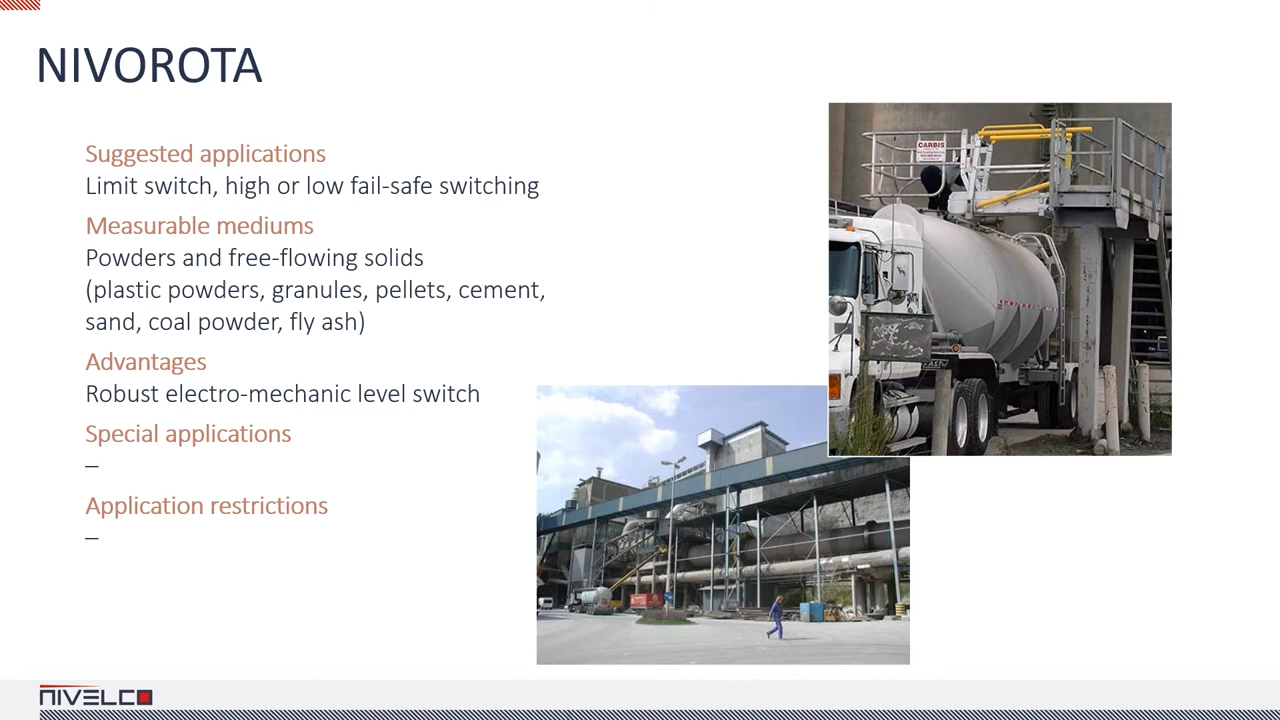 NIVOROTA
Suggested applications
Limit switch, high or low fail-safe switching
Measurable mediums
Powders and free-flowing solids
(plastic powders, granules, pellets, cement,
sand, coal powder, fly ash)
Advantages
Robust electro-mechanic level switch
Special applications
–
Application restrictions
–
CARBIS
NIVELCO